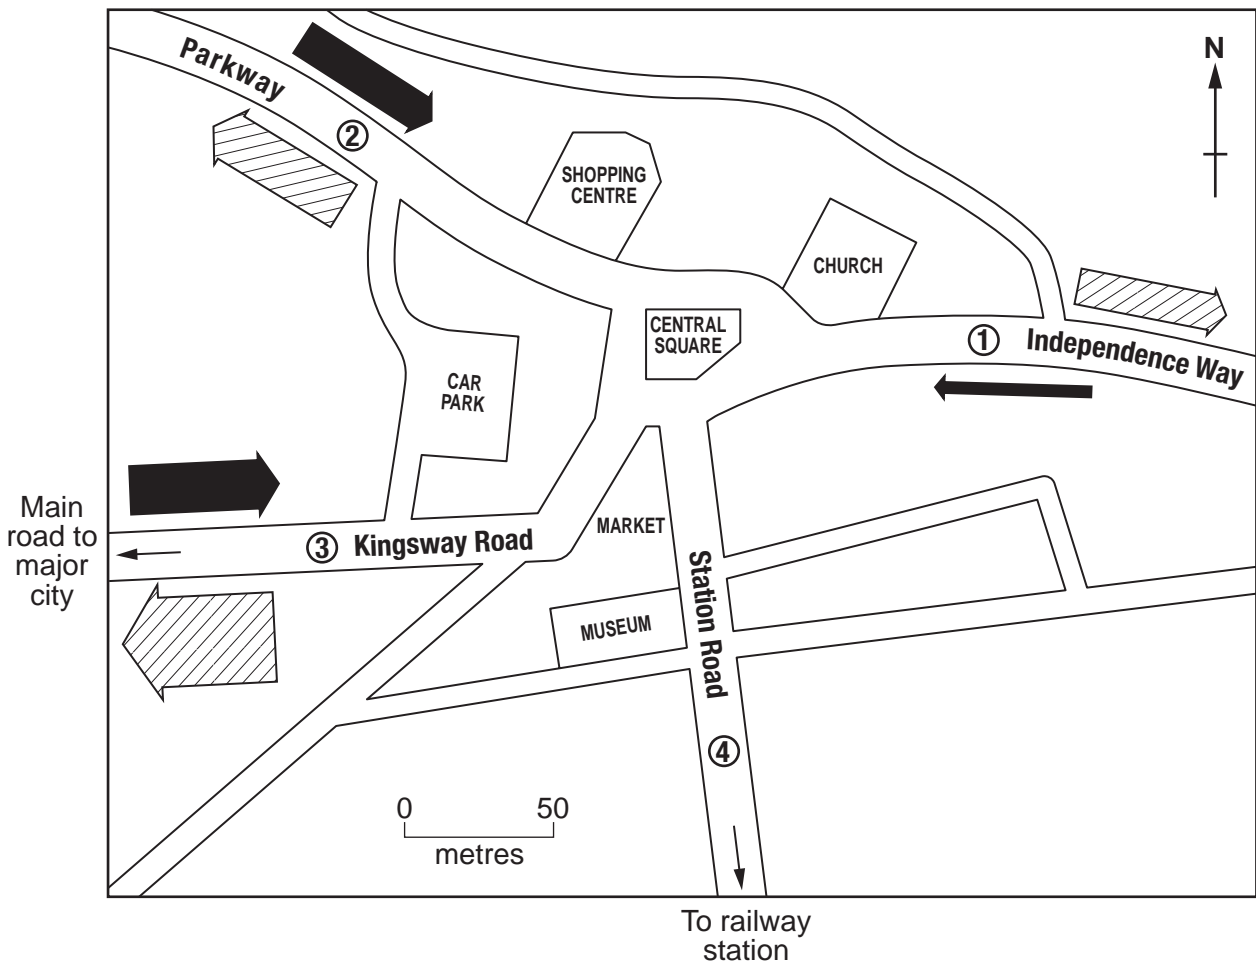 N
Parkway
②
SHOPPING
CENTRE
CHURCH
CENTRAL
SQUARE
①
Independence Way
CAR
PARK
Main
road to
major
city
③
Kingsway Road
MARKET
Station Road
MUSEUM
④
0 50
metres
To railway
station